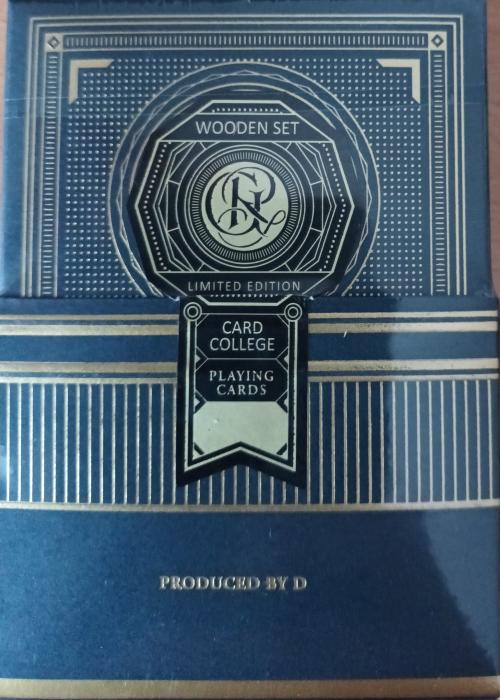 WOODEN SET
LIMITED EDITION
CARD
COLLEGE
PLAYING
CARDS
PRODUCED BY D